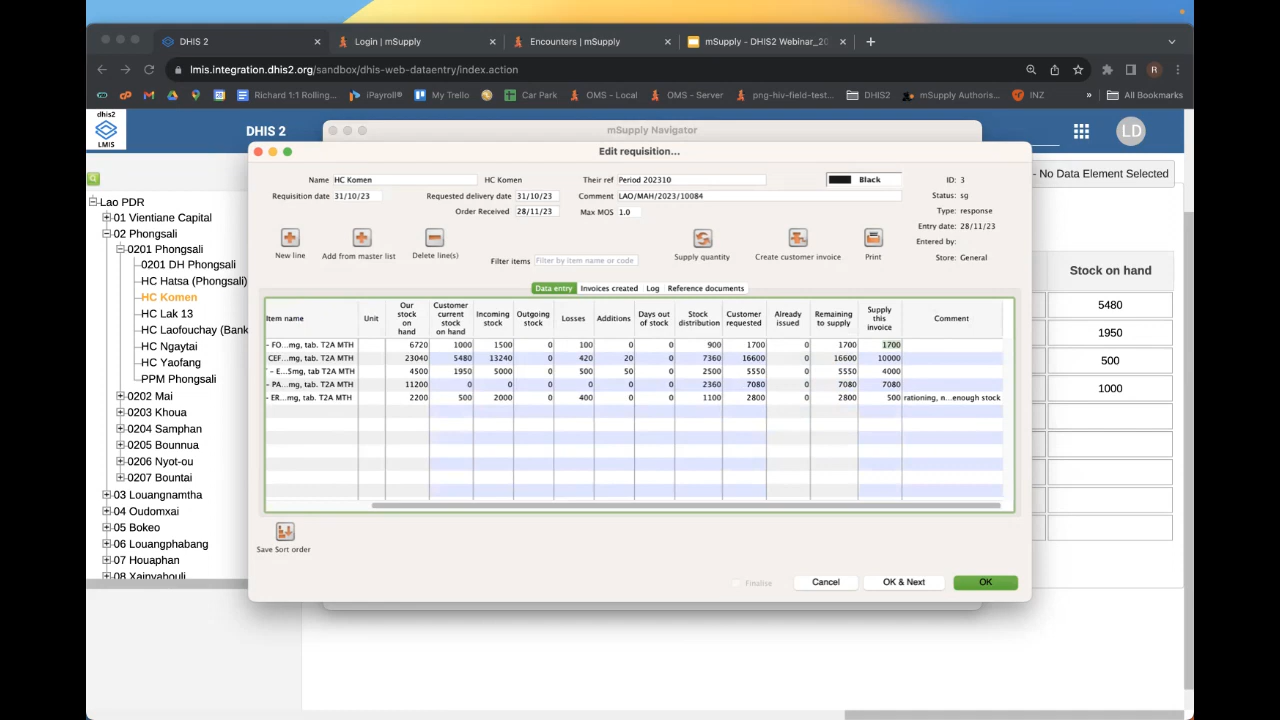 DHIS 2
Login | mSupply
Encounters | mSupply
mSupply - DHIS2 Webinar_20
lmis.integration.dhis2.org/sandbox/dhis-web-dataentry/index.action
R
31
Richard 1:1 Rolling...
iPayroll®
My Trello
Car Park
OMS - Local
OMS - Server
png-hiv-field-test...
DHIS2
mSupply Authoris...
INZ
»
All Bookmarks
dhis2
LMIS
DHIS 2
LD
mSupply Navigator
- No Data Element Selected
Lao PDR
01 Vientiane Capital
02 Phongsali
0201 Phongsali
0201 DH Phongsali
HC Hatsa (Phongsali)
HC Komen
HC Lak 13
HC Laofouchay (Bank
HC Ngaytai
HC Yaofang
PPM Phongsali
0202 Mai
0203 Khoua
0204 Samphan
0205 Bounnua
0206 Nyot-ou
0207 Bountai
03 Louangnamtha
04 Oudomxai
05 Bokeo
06 Louangphabang
07 Houaphan
08 Xainyabouli
Edit requisition...
Name HC Komen HC Komen Their ref Period 202310 Black ID: 3
Requisition date 31/10/23 Requested delivery date 31/10/23 Comment LAO/MAH/2023/10084 Status: sg
Order Received 28/11/23 Max MOS 1.0 Type: response
Entry date: 28/11/23
Entered by:
Store: General
New line Add from master list Delete line(s) Filter items Filter by item name or code Supply quantity Create customer invoice Print
Data entry Invoices created Log Reference documents
Item name Unit Our stock on hand Customer current stock on hand Incoming stock Outgoing stock Losses Additions Days out of stock Stock distribution Customer requested Already issued Remaining to supply Supply this invoice Comment
- FO...mg, tab. T2A MTH 6720 1000 1500 0 100 0 0 900 1700 0 1700 1700
CEF...mg, tab. T2A MTH 23040 5480 13240 0 420 20 0 7360 16600 0 16600 10000
- E...5mg, tab T2A MTH 4500 1950 5000 0 500 50 0 2500 5550 0 5550 4000
- PA...mg, tab. T2A MTH 11200 0 0 0 0 0 0 2360 7080 0 7080 7080
- ER...mg, tab. T2A MTH 2200 500 2000 0 400 0 0 1100 2800 0 2800 500 rationing, n...enough stock
Save Sort order
Finalise
Cancel
OK & Next
OK
Stock on hand
5480
1950
500
1000